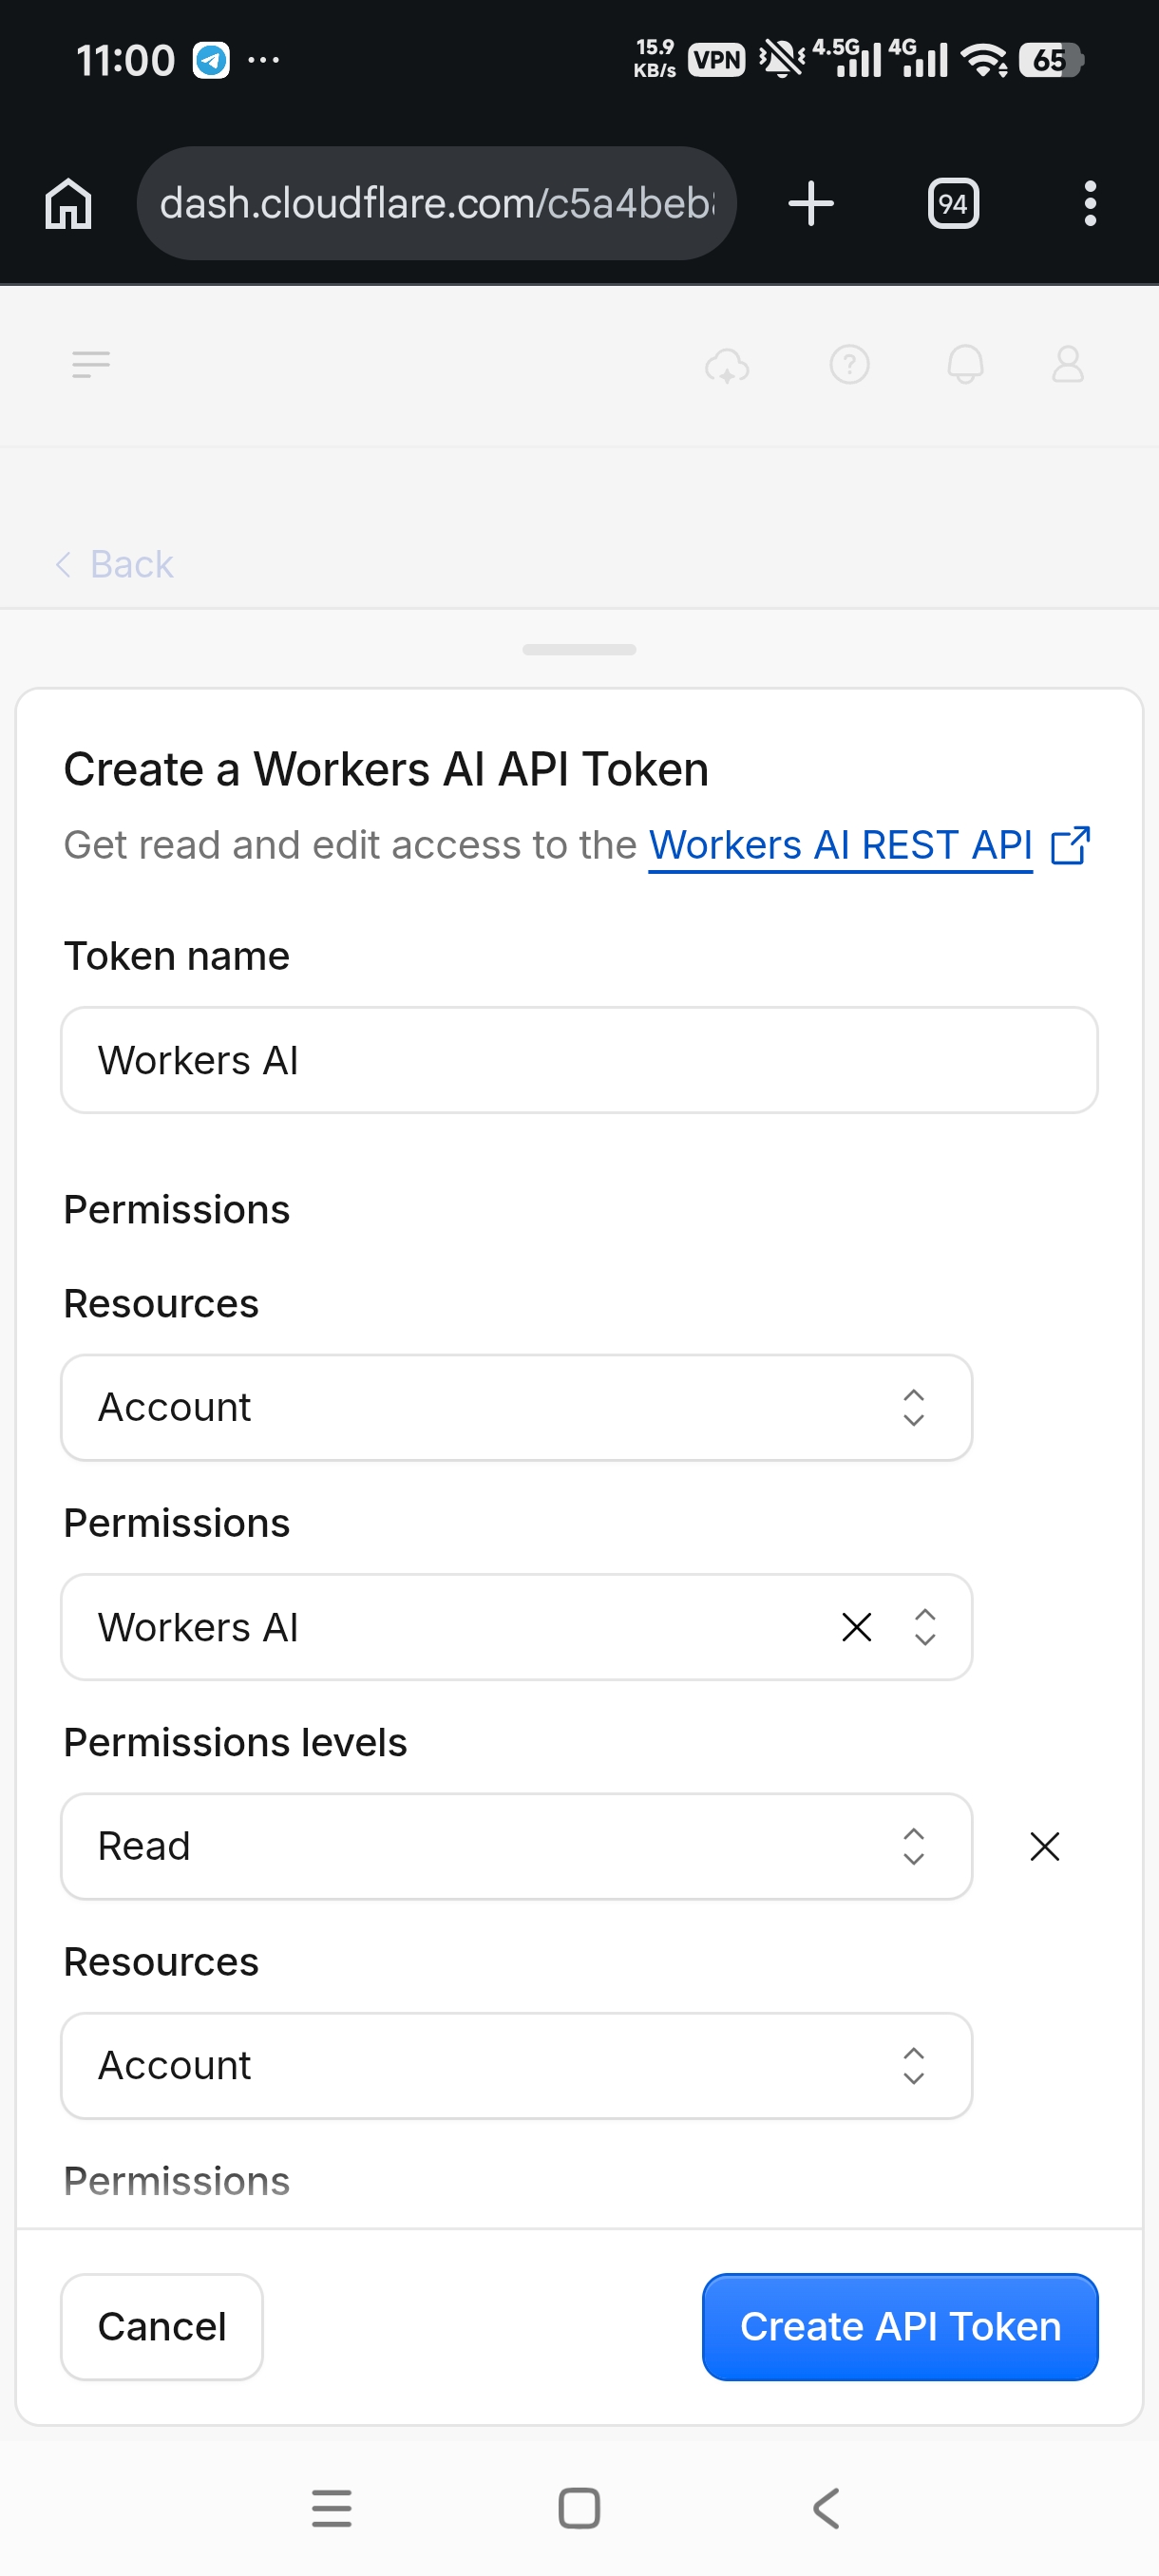 11:00
15.9 KB/s
VPN
4.5G
4G
65
dash.cloudflare.com/c5a4beb
94
Back
Create a Workers AI API Token
Get read and edit access to the Workers AI REST API
Token name
Workers AI
Permissions
Resources
Account
Permissions
Workers AI
Permissions levels
Read
Resources
Account
Permissions
Cancel
Create API Token